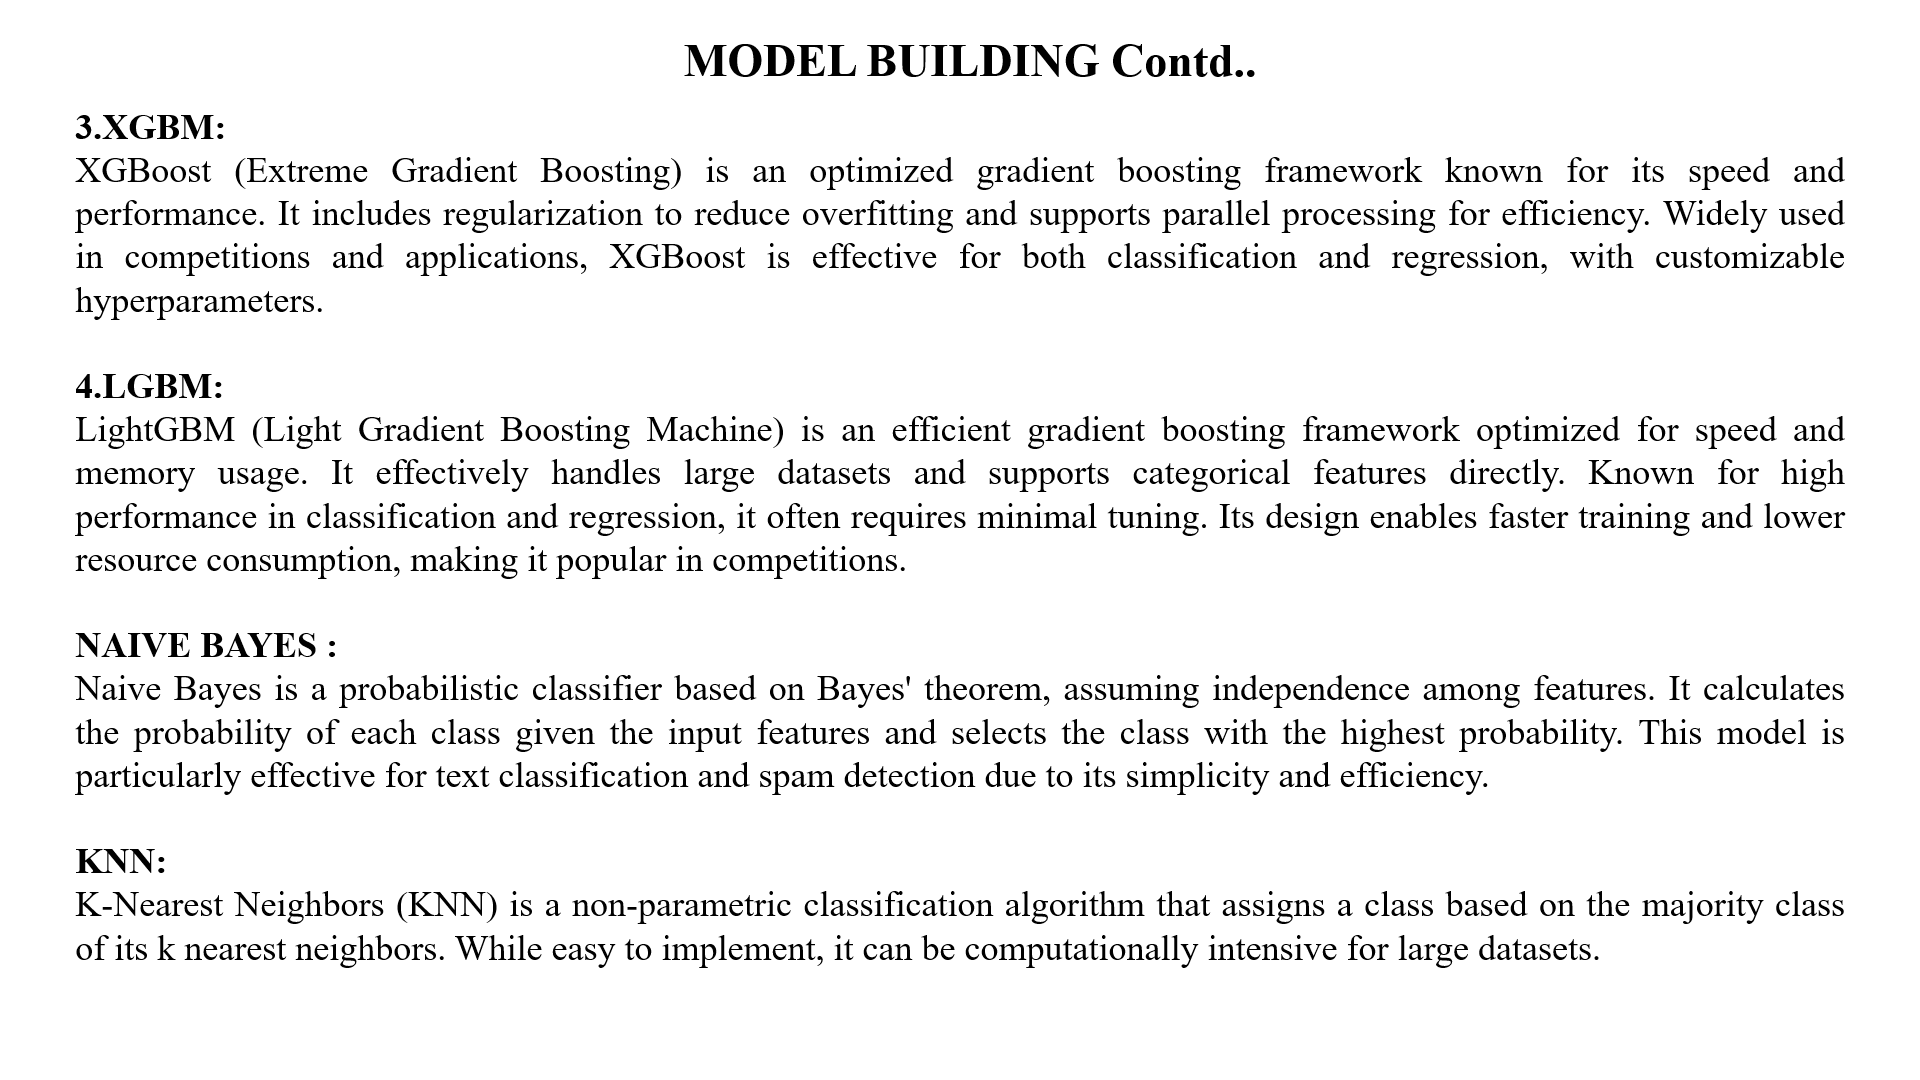 MODEL BUILDING Contd..
3.XGBM:
XGBoost (Extreme Gradient Boosting) is an optimized gradient boosting framework known for its speed and
performance. It includes regularization to reduce overfitting and supports parallel processing for efficiency. Widely used
in competitions and applications, XGBoost is effective for both classification and regression, with customizable
hyperparameters.
4.LGBM:
LightGBM (Light Gradient Boosting Machine) is an efficient gradient boosting framework optimized for speed and
memory usage. It effectively handles large datasets and supports categorical features directly. Known for high
performance in classification and regression, it often requires minimal tuning. Its design enables faster training and lower
resource consumption, making it popular in competitions.
NAIVE BAYES :
Naive Bayes is a probabilistic classifier based on Bayes' theorem, assuming independence among features. It calculates
the probability of each class given the input features and selects the class with the highest probability. This model is
particularly effective for text classification and spam detection due to its simplicity and efficiency.
KNN:
K-Nearest Neighbors (KNN) is a non-parametric classification algorithm that assigns a class based on the majority class
of its k nearest neighbors. While easy to implement, it can be computationally intensive for large datasets.